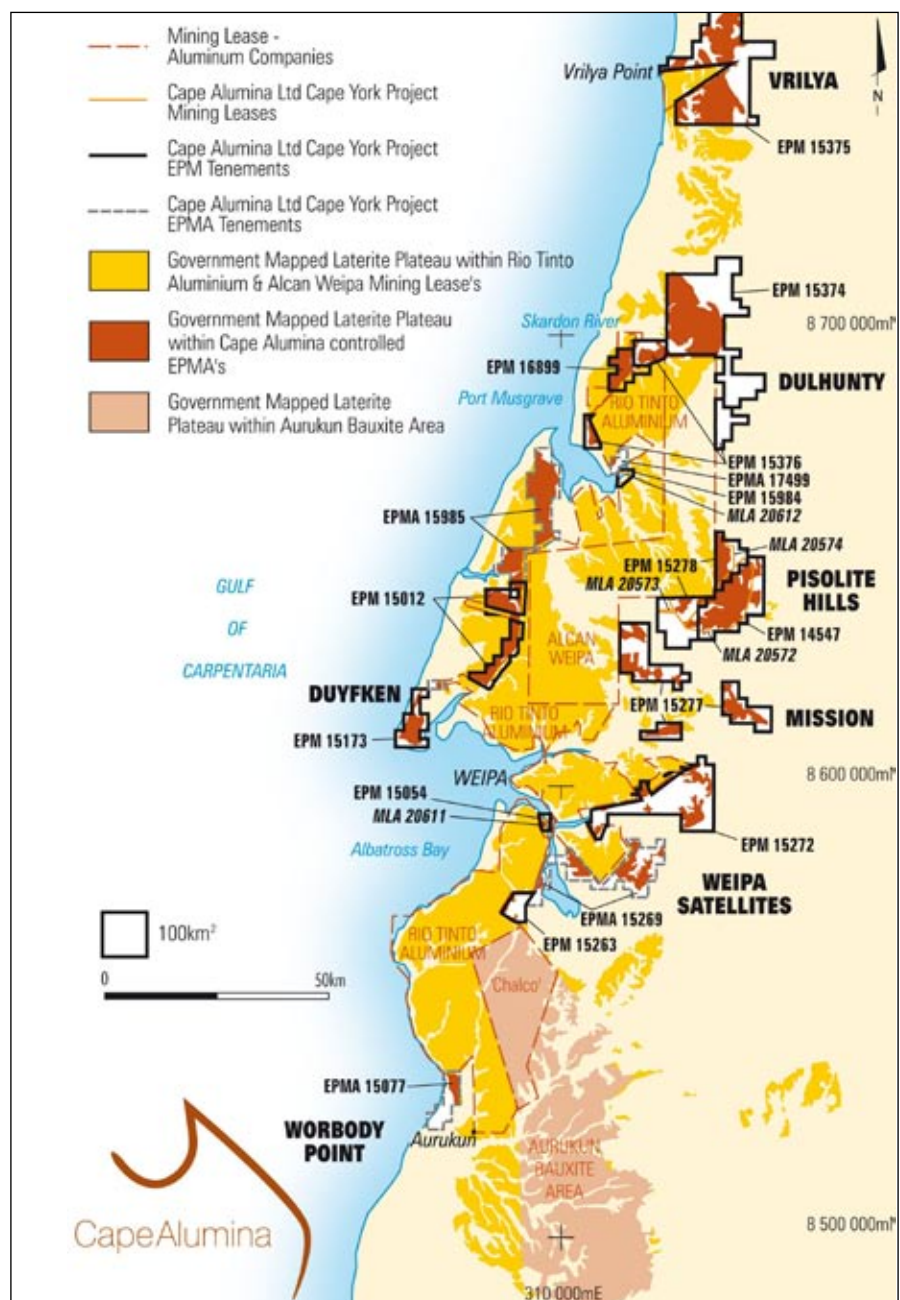 Mining Lease -
Aluminum Companies
Cape Alumina Ltd Cape York Project
Mining Leases
Cape Alumina Ltd Cape York Project
EPM Tenements
Cape Alumina Ltd Cape York Project
EPMA Tenements
Government Mapped Laterite Plateau within Rio Tinto
Aluminium & Alcan Weipa Mining Lease's
Government Mapped Laterite Plateau
within Cape Alumina controlled
EPMA's
Government Mapped Laterite
Plateau within Aurukun Bauxite Area
Vrilya Point
VRILYA
N
EPM 15375
EPM 15374
Skardon River
8 700 000mN
EPM 16899
DULHUNTY
Port Musgrave
RIO TINTO
ALUMINIUM
EPM 15376
EPMA 17499
EPM 15984
MLA 20612
EPMA 15985
MLA 20574
EPM 15278
MLA 20573
PISOLITE
HILLS
GULF
OF
CARPENTARIA
EPM 15012
EPM 14547
MLA 20572
ALCAN
WEIPA
DUYFKEN
EPM 15277
RIO TINTO
ALUMINIUM
MISSION
EPM 15173
WEIPA
8 600 000mN
EPM 15054
MLA 20611
Albatross Bay
EPM 15272
WEIPA
SATELLITES
EPMA 15269
EPM 15263
100km²
RIO TINTO
ALUMINIUM
0 50km
Chalco'
EPMA 15077
WORBODY
POINT
Aurukun
AURUKUN
BAUXITE
AREA
CapeAlumina
8 500 000mN
310 000mE